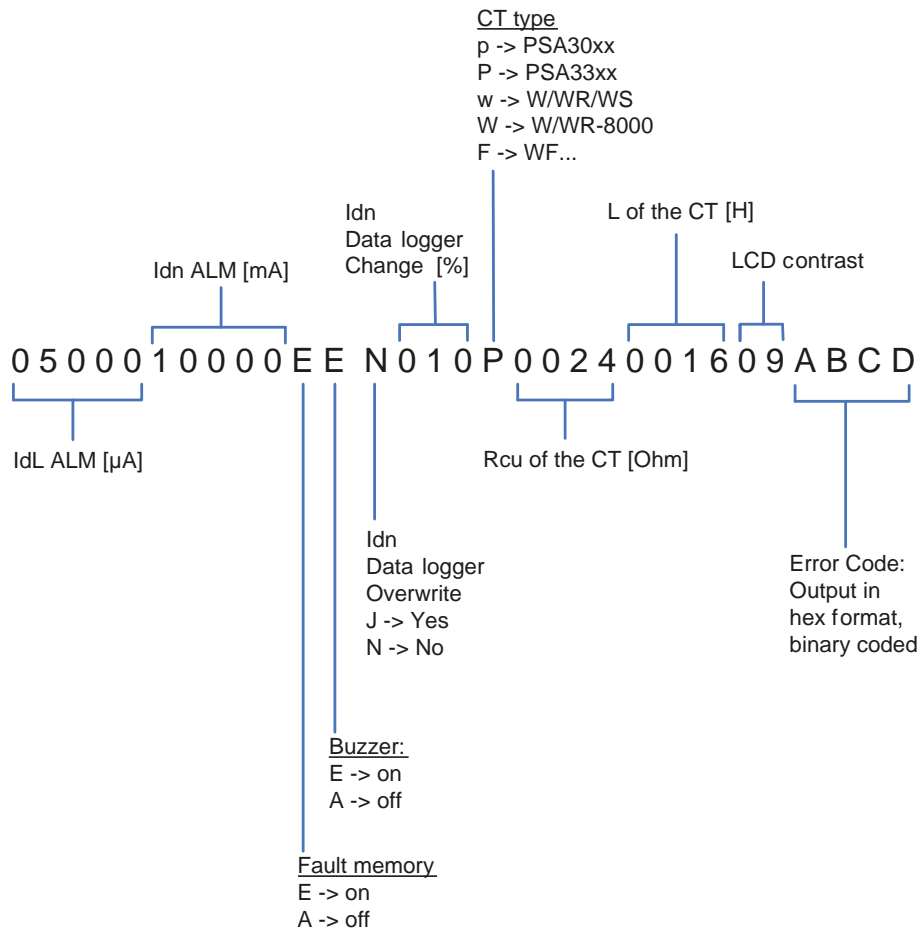 CT type
p -> PSA30xx
P -> PSA33xx
w -> W/WR/WS
W -> W/WR-8000
F -> WF...
Idn
Data logger
Change [%]
L of the CT [H]
Idn ALM [mA]
LCD contrast
0 5 0 0 0 1 0 0 0 0 E E N 0 1 0 P 0 0 2 4 0 0 1 6 0 9 A B C D
IdL ALM [µA]
Rcu of the CT [Ohm]
Idn
Data logger
Overwrite
J -> Yes
N -> No
Error Code:
Output in
hex format,
binary coded
Buzzer:
E -> on
A -> off
Fault memory
E -> on
A -> off